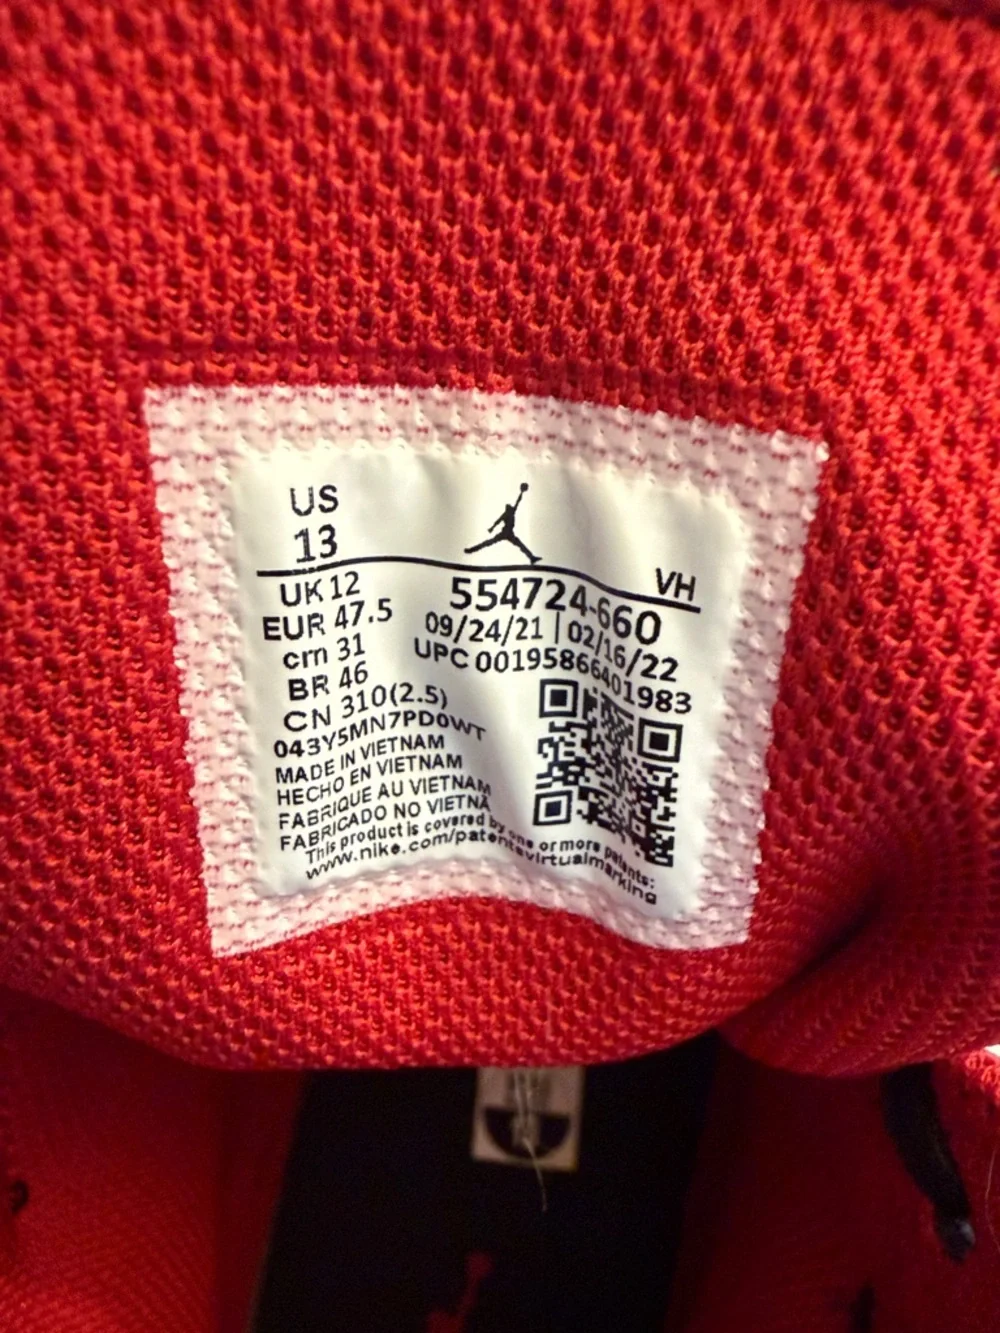 US
13
VH
UK 12
EUR 47.5
cm 31
BR 46
CN 310(2.5)
043Y5MN7PD0WT
MADE IN VIETNAM
HECHO EN VIETNAM
FABRIQUE AU VIETNAM
FABRICADO NO VIETNÃ
554724-660
09/24/21 | 02/16/22
UPC 00195866401983
This product is covered by one or more patents:
www.nike.com/patentsvirtualmarking